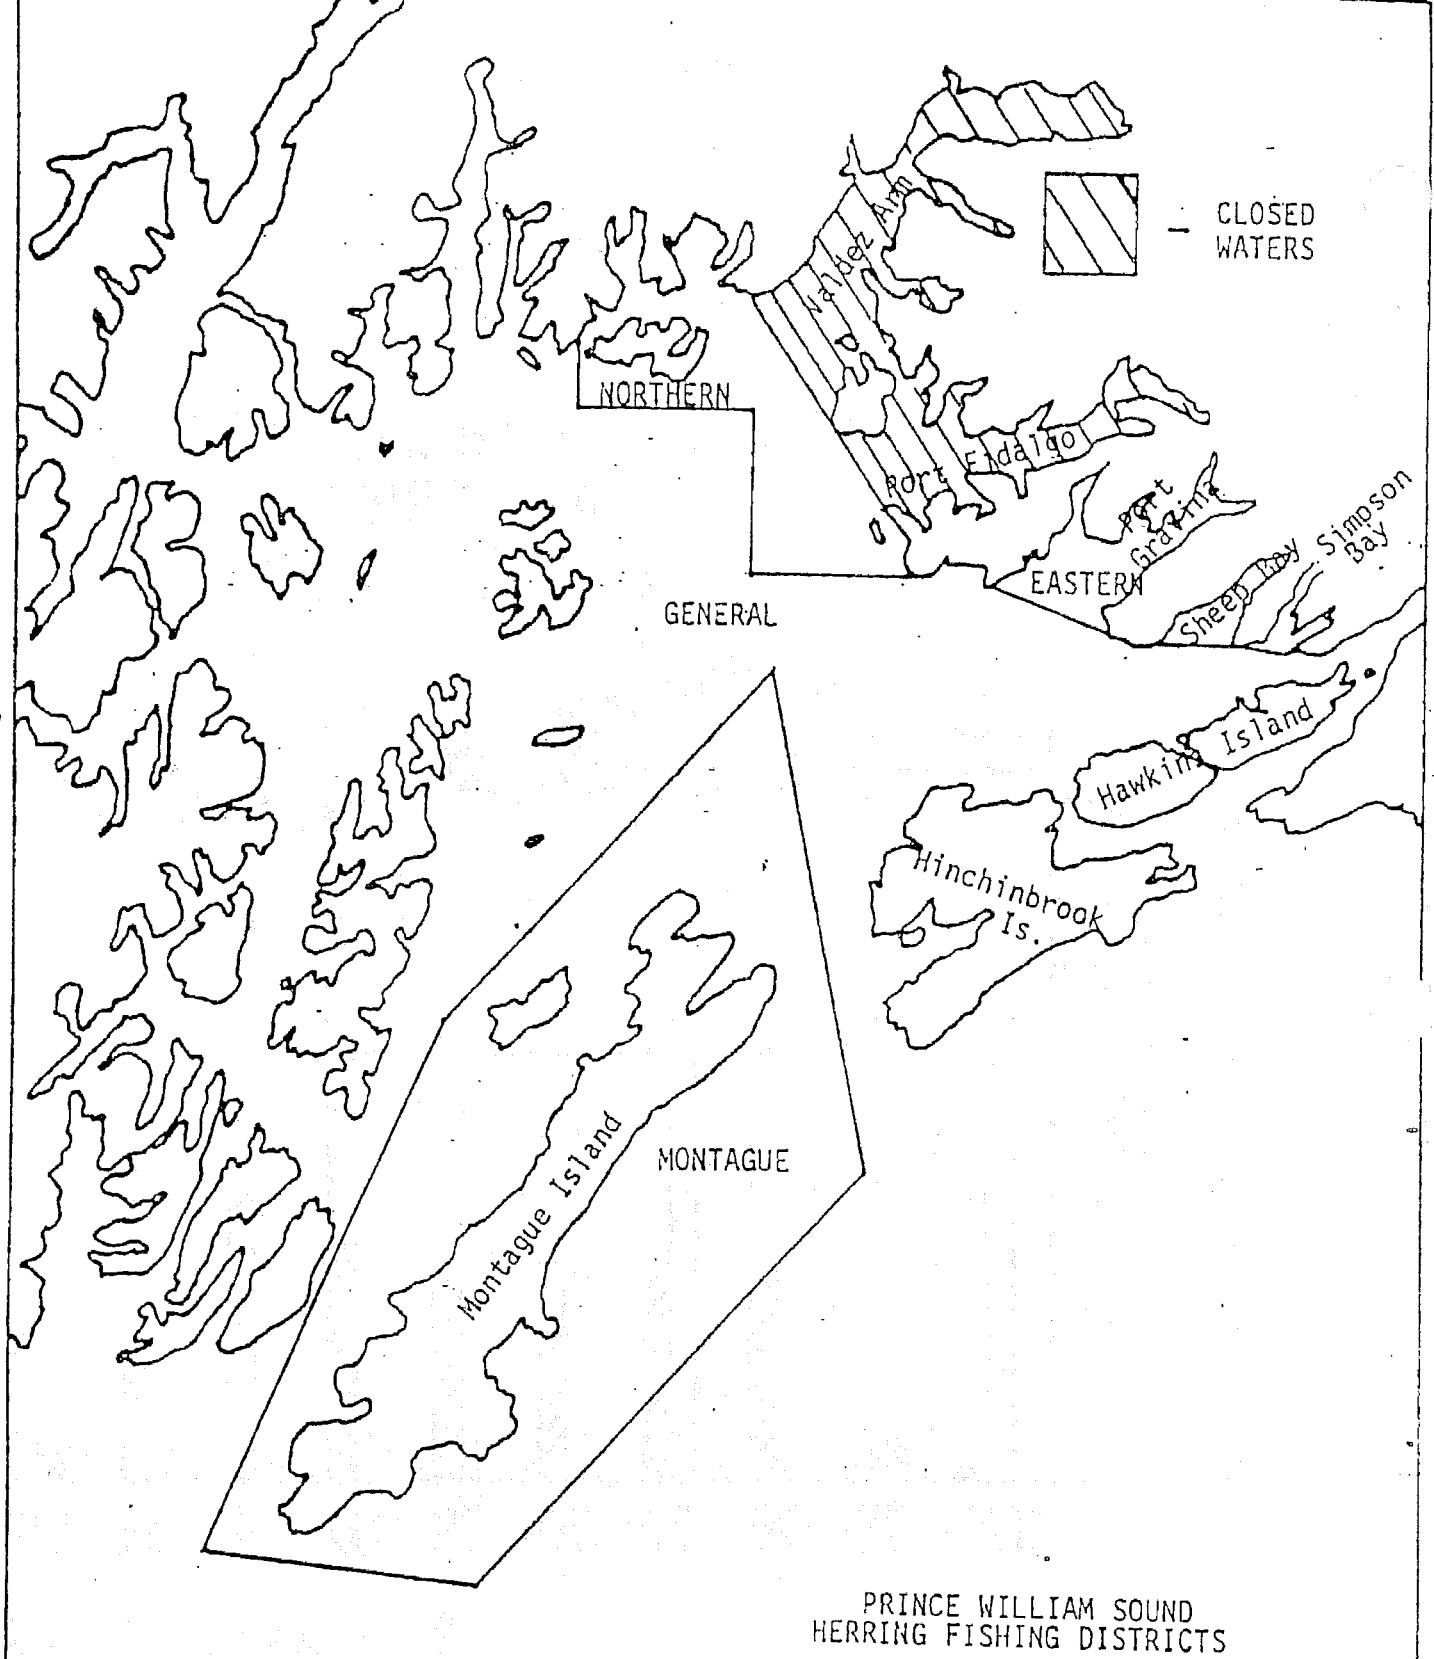 CLOSED
WATERS
Valdez Arm
NORTHERN
Port Fidalgo
Port
Gravina
Simpson
Bay
Sheep Bay
EASTERN
GENERAL
Hawkins Island
Hinchinbrook
Is.
Montague Island
MONTAGUE
PRINCE WILLIAM SOUND
HERRING FISHING DISTRICTS